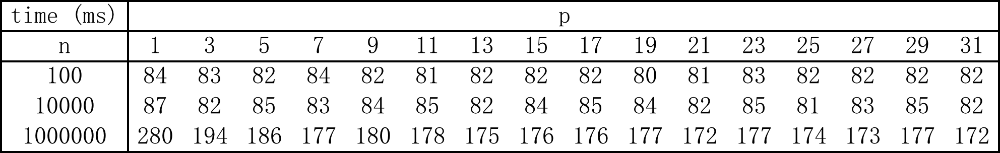 time (ms) p
n 1 3 5 7 9 11 13 15 17 19 21 23 25 27 29 31
100 84 83 82 84 82 81 82 82 82 80 81 83 82 82 82 82
10000 87 82 85 83 84 85 82 84 85 84 82 85 81 83 85 82
1000000 280 194 186 177 180 178 175 176 176 177 172 177 174 173 177 172